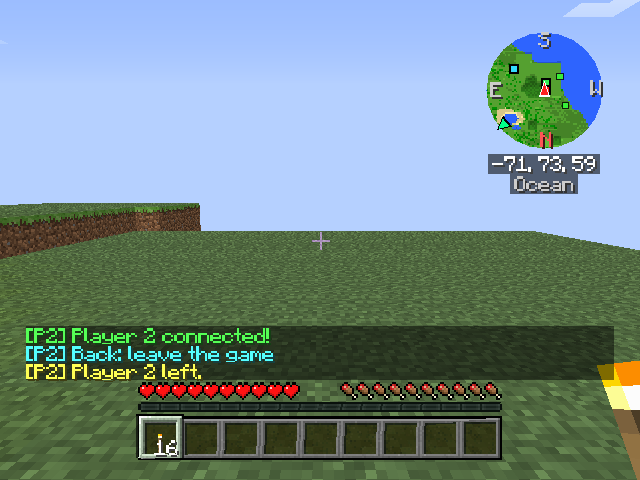 S
E
W
N
-71, 73, 59
Ocean
[P2] Player 2 connected!
[P2] Back: leave the game
[P2] Player 2 left.
16